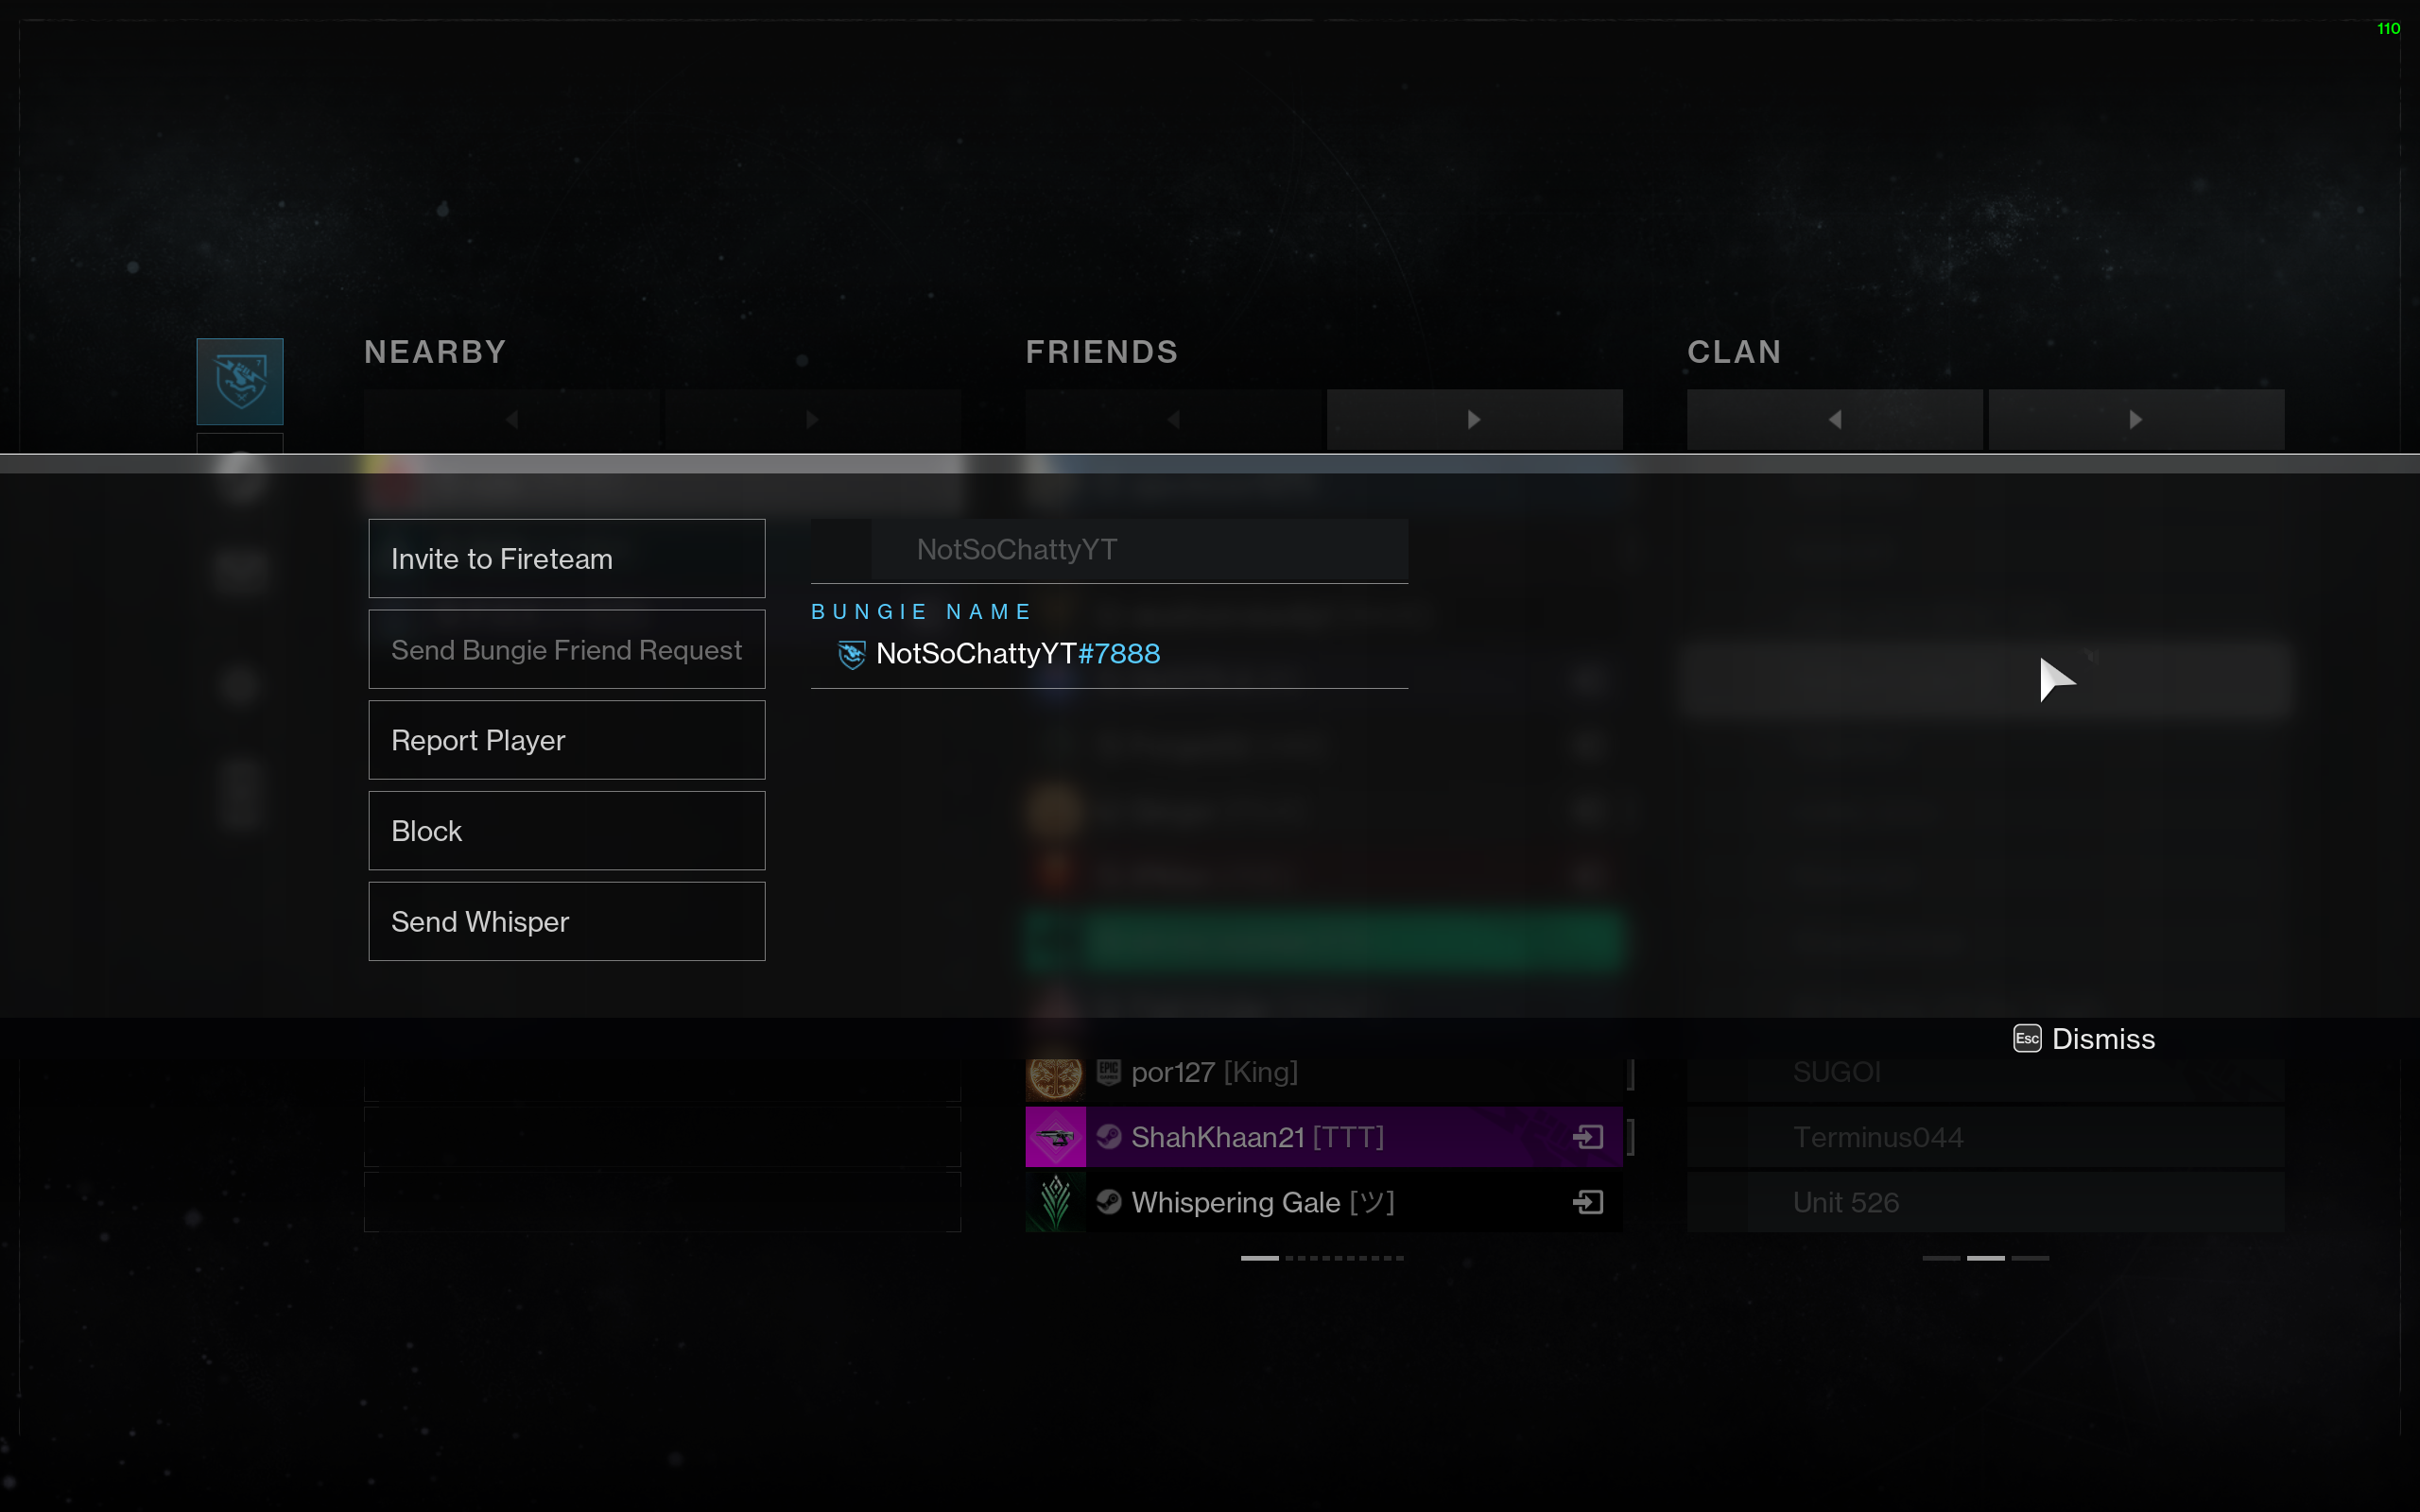 110
NEARBY
FRIENDS
CLAN
Invite to Fireteam
Send Bungie Friend Request
Report Player
Block
Send Whisper
NotSoChattyYT
BUNGIE NAME
NotSoChattyYT#7888
Esc Dismiss
EPIC por127 [King]
ShahKhaan21 [TTT]
Whispering Gale [ツ]
SUGOI
Terminus044
Unit 526